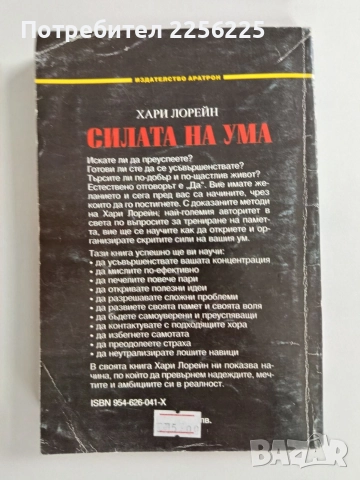 ИЗДАТЕЛСТВО АРАТРОН
ХАРИ ЛОРЕЙН
СИЛАТА НА УМА
Искате ли да преуспеете?
Готови ли сте да се усъвършенствате?
Търсите ли по-добър и по-щастлив живот?
Естествено отговорът е „Да“. Вие имате же-
ланието и сега пред вас са начините, чрез
които да го постигнете. С доказаните методи
на Хари Лорейн, най-големия авторитет в
света по въпросите за трениране на памет-
та, вие ще се научите как да откриете и ор-
ганизирате скритите сили на вашия ум.
Тази книга успешно ще ви научи:
• да усъвършенствате вашата концентрация
• да мислите по-ефективно
• да печелите повече пари
• да откривате полезни идеи
• да разрешавате сложни проблеми
• да развиете своята памет и своята воля
• да бъдете самоуверени и преуспяващи
• да контактувате с подходящите хора
• да избегнете самотата
• да преодолеете страха
• да неутрализирате лошите навици
В своята книга Хари Лорейн ни показва на-
чина, по който да превърнем надеждите, меч-
тите и амбициите си в реалност.
ISBN 954-626-041-X
лв.
bazar